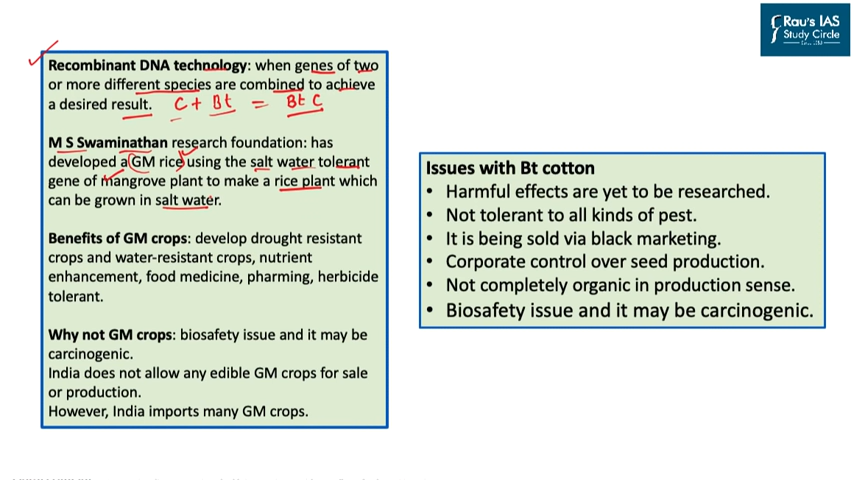 Rau's IAS
Study Circle
Recombinant DNA technology: when genes of two
or more different species are combined to achieve
a desired result. C + Bt = Bt C
M S Swaminathan research foundation: has
developed a GM rice using the salt water tolerant
gene of mangrove plant to make a rice plant which
can be grown in salt water.
Benefits of GM crops: develop drought resistant
crops and water-resistant crops, nutrient
enhancement, food medicine, pharming, herbicide
tolerant.
Why not GM crops: biosafety issue and it may be
carcinogenic.
India does not allow any edible GM crops for sale
or production.
However, India imports many GM crops.
Issues with Bt cotton
• Harmful effects are yet to be researched.
• Not tolerant to all kinds of pest.
• It is being sold via black marketing.
• Corporate control over seed production.
• Not completely organic in production sense.
• Biosafety issue and it may be carcinogenic.